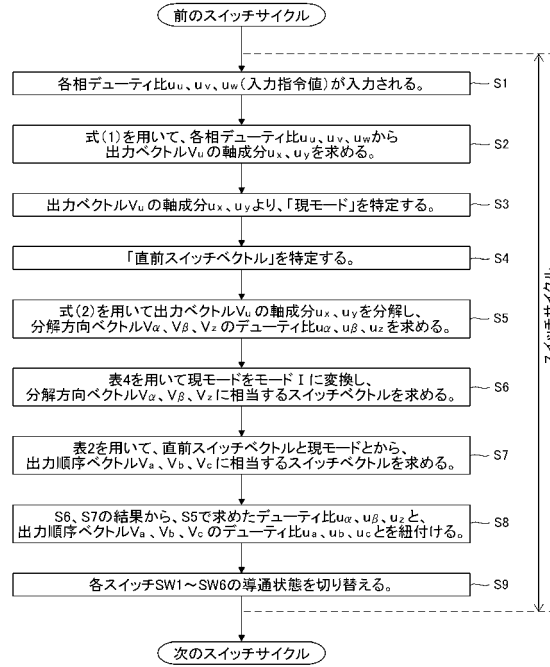 前のスイッチサイクル
各相デューティ比uu、uv、uw(入力指令値)が入力される。
S1
式(1)を用いて、各相デューティ比uu、uv、uwから
出力ベクトルVuの軸成分ux、uyを求める。
S2
出力ベクトルVuの軸成分ux、uyより、「現モード」を特定する。
S3
「直前スイッチベクトル」を特定する。
S4
式(2)を用いて出力ベクトルVuの軸成分ux、uyを分解し、
分解方向ベクトルVα、Vβ、Vzのデューティ比uα、uβ、uzを求める。
S5
表4を用いて現モードをモードⅠに変換し、
分解方向ベクトルVα、Vβ、Vzに相当するスイッチベクトルを求める。
S6
表2を用いて、直前スイッチベクトルと現モードとから、
出力順序ベクトルVa、Vb、Vcに相当するスイッチベクトルを求める。
S7
S6、S7の結果から、S5で求めたデューティ比uα、uβ、uzと、
出力順序ベクトルVa、Vb、Vcのデューティ比ua、ub、ucとを紐付ける。
S8
各スイッチSW1～SW6の導通状態を切り替える。
S9
次のスイッチサイクル
スイッチサイクル